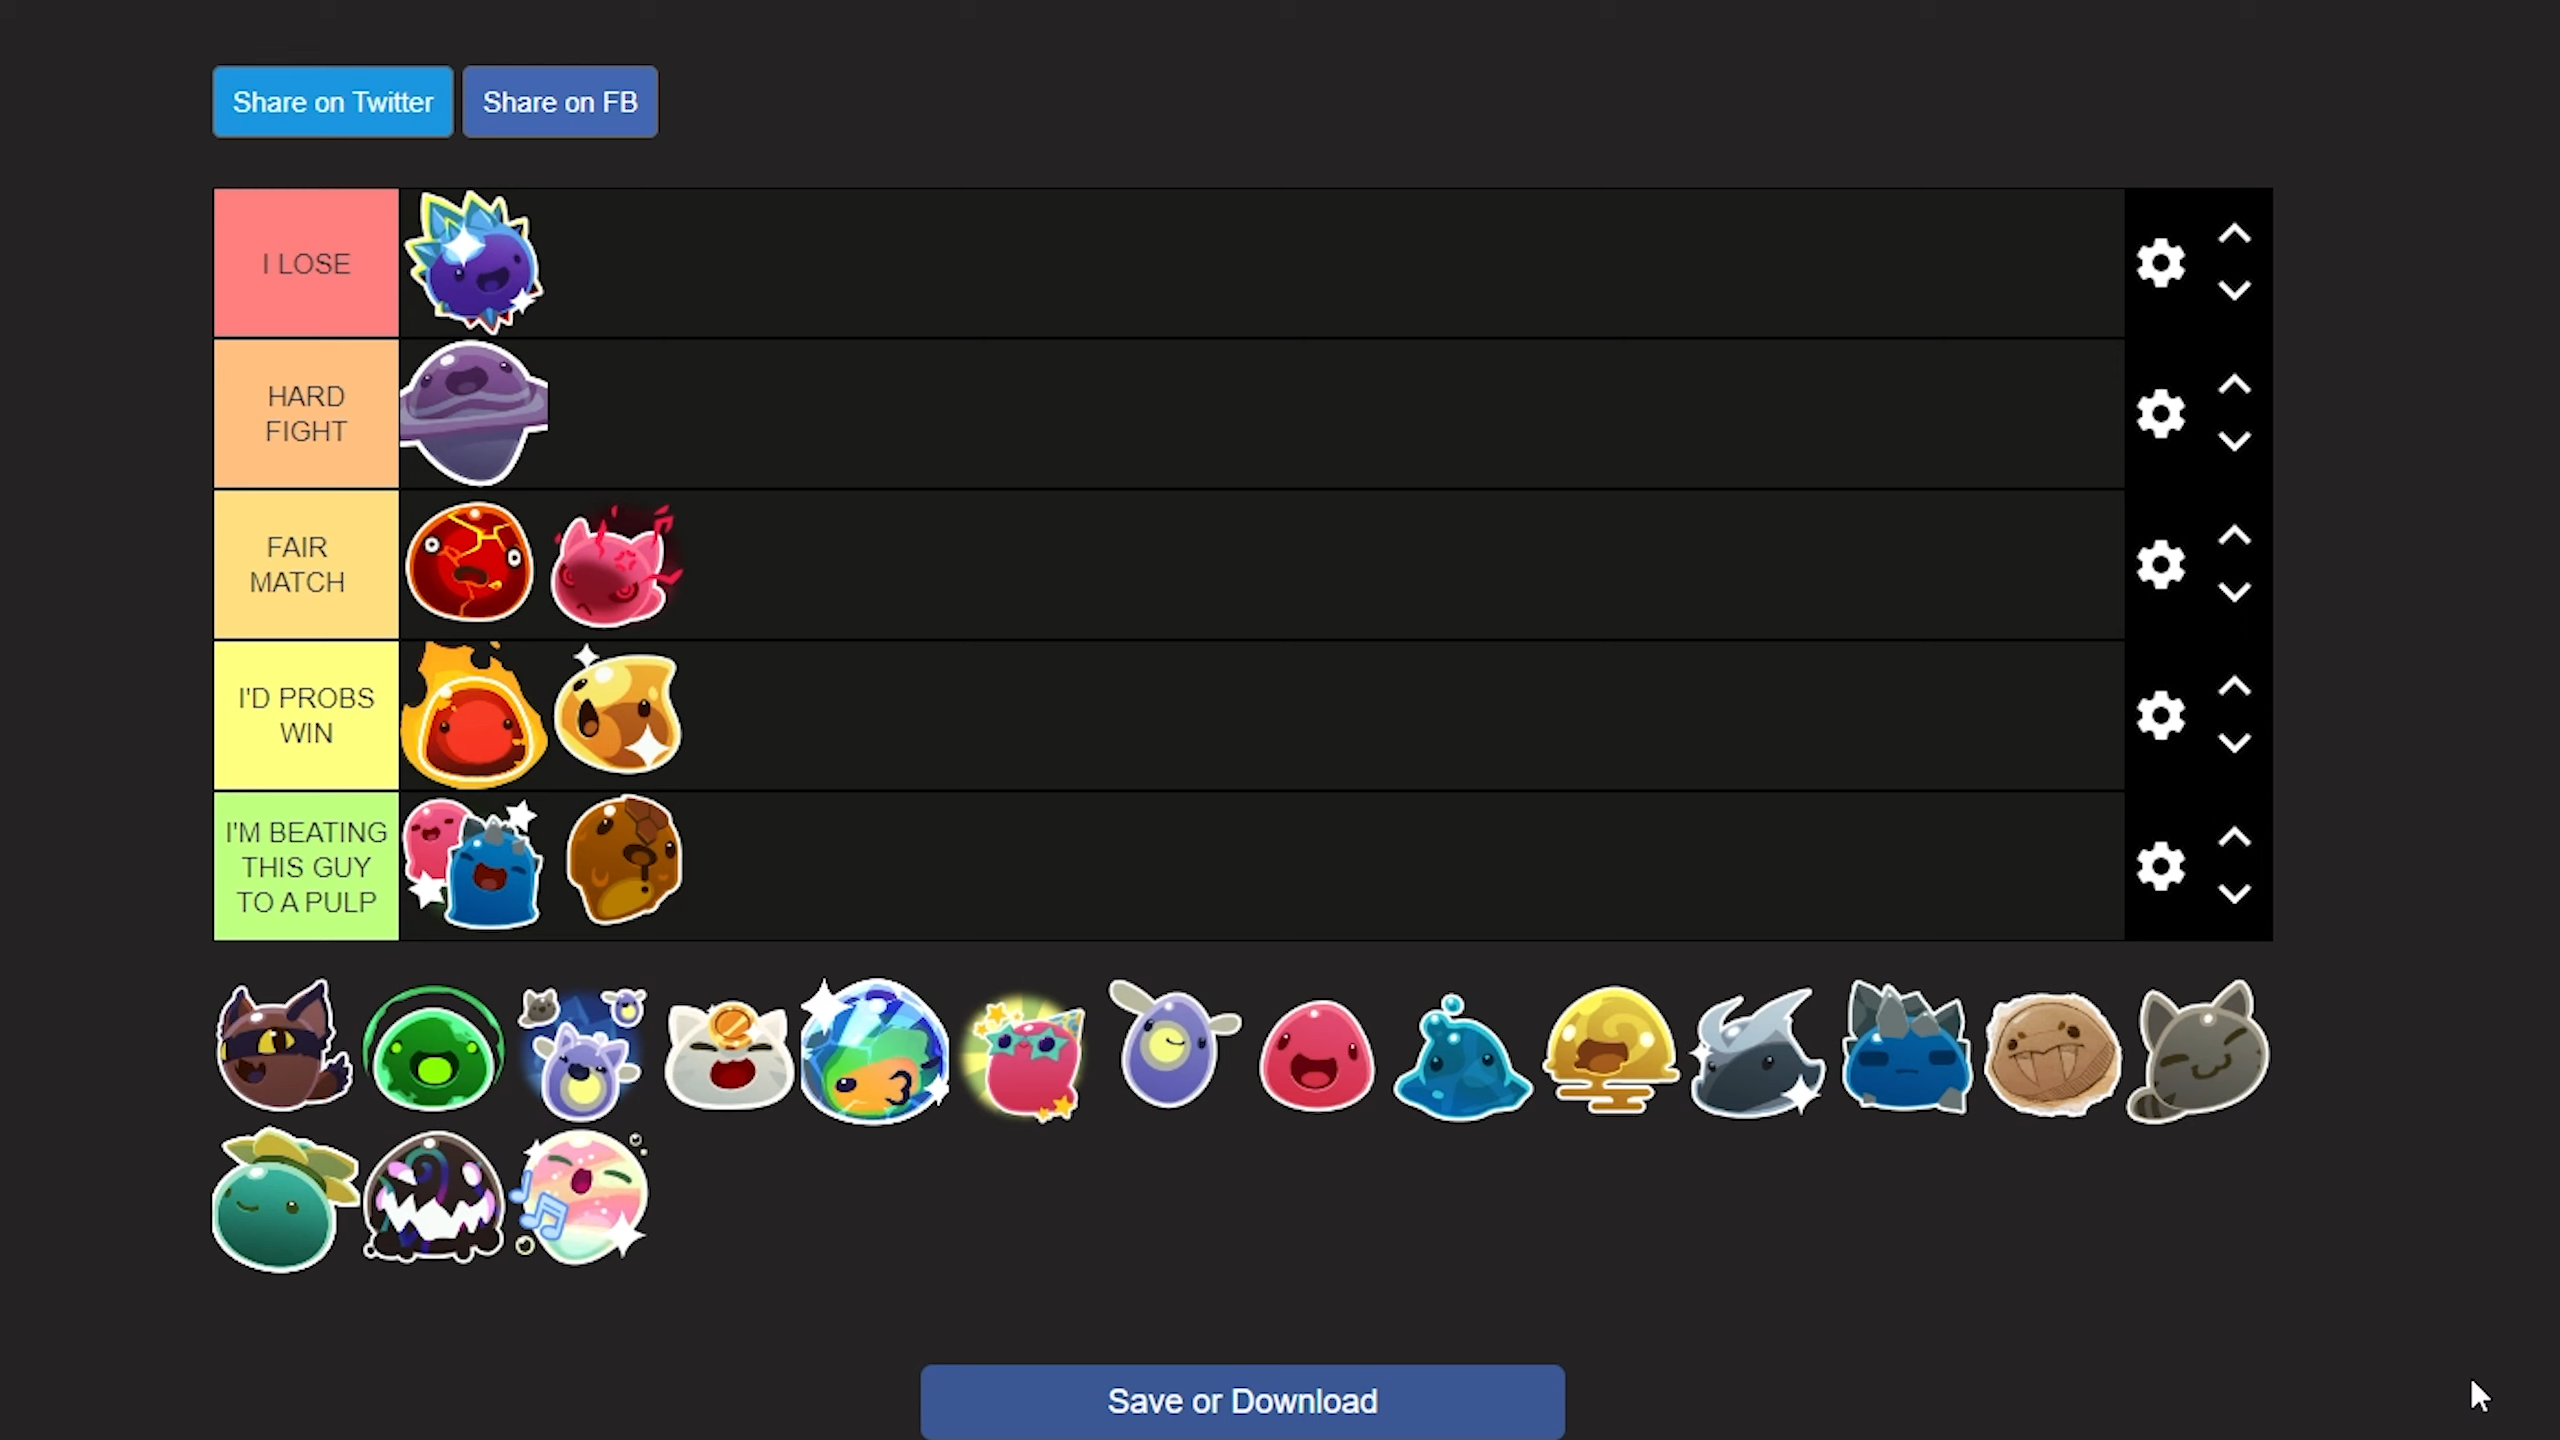 Share on Twitter
Share on FB
I LOSE
HARD
FIGHT
FAIR
MATCH
I'D PROBS
WIN
I'M BEATING
THIS GUY
TO A PULP
Save or Download